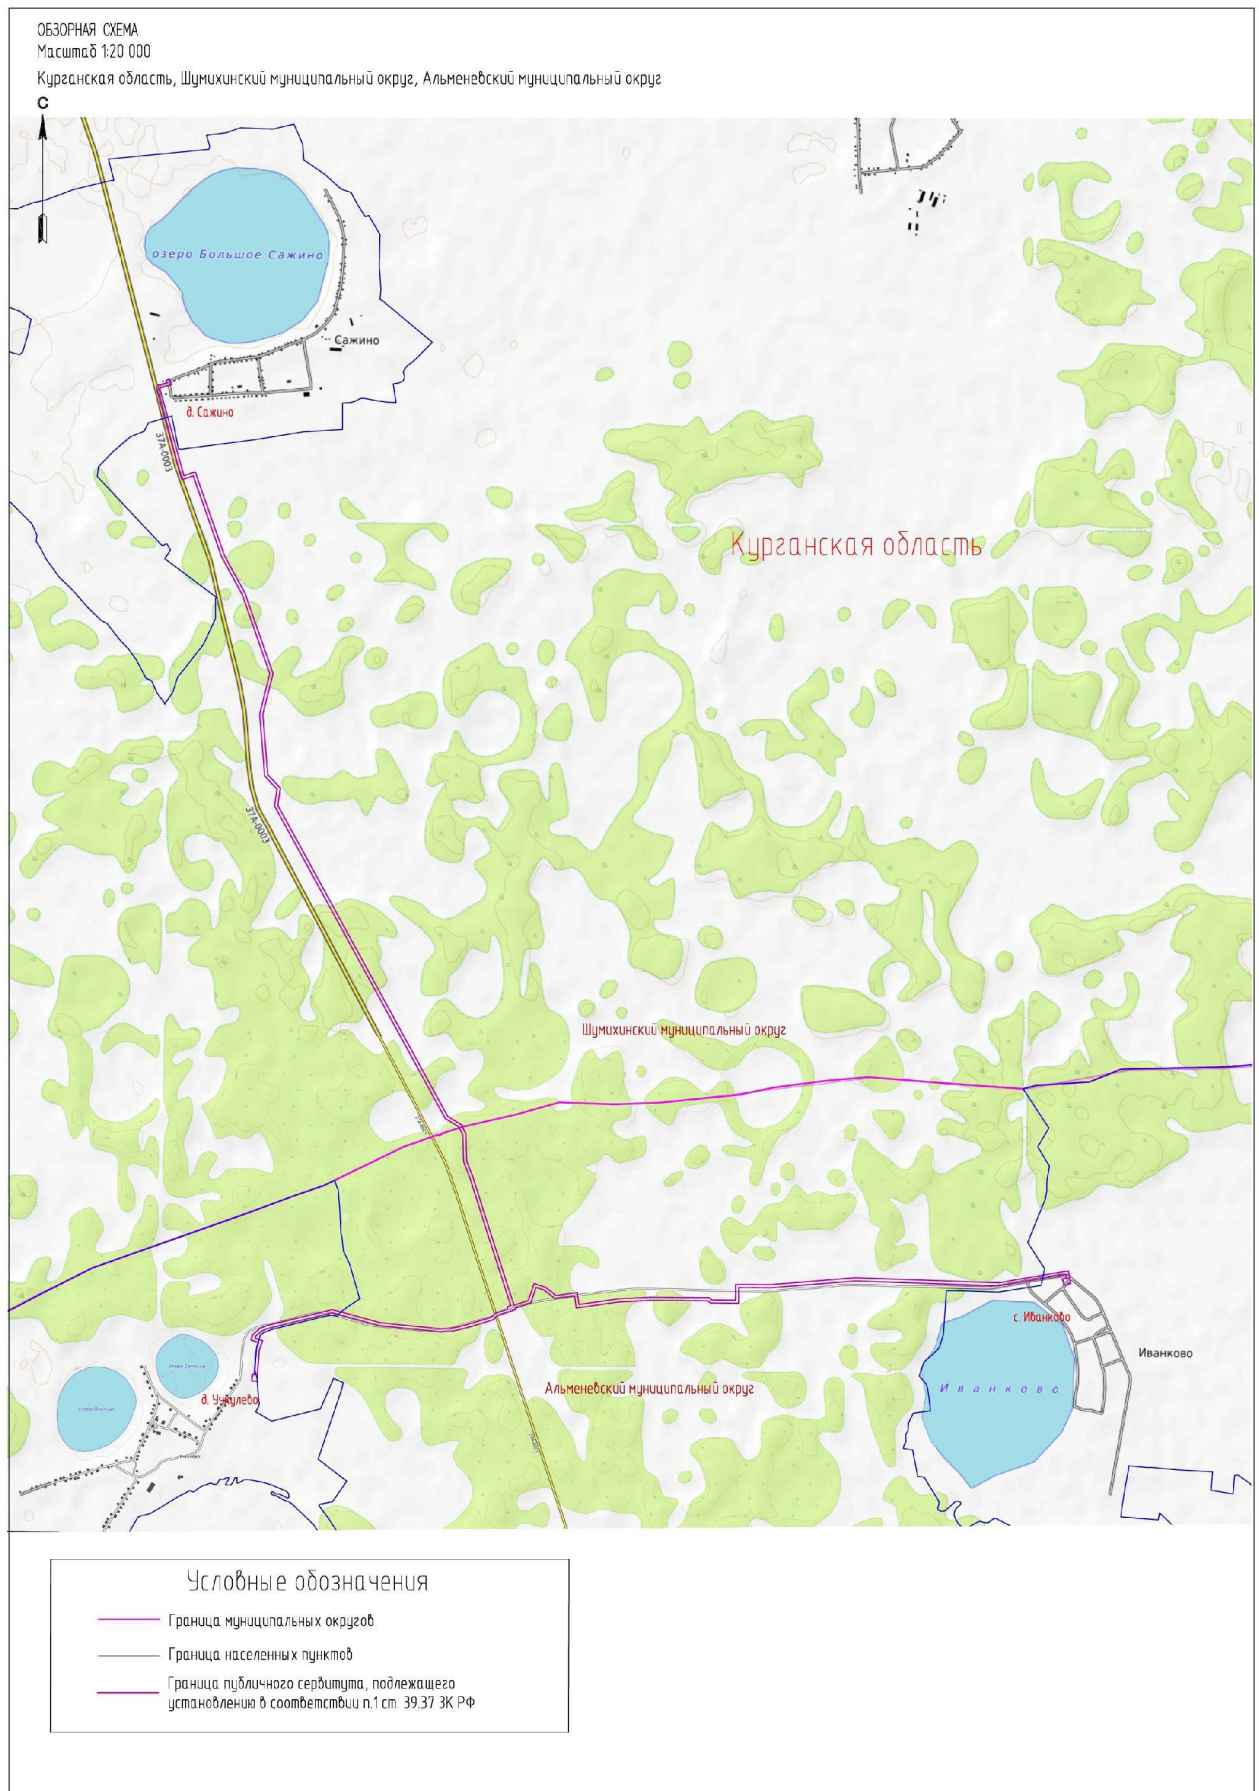 ОБЗОРНАЯ СХЕМА
Масштаб 1:20 000
Курганская область, Шумихинский муниципальный округ, Альменевский муниципальный округ
С
озеро Большое Сажино
Сажино
д. Сажино
37А-0003
Курганская область
37А-0003
Шумихинский муниципальный округ
с. Иванково
Иванково
Иванково
Альменевский муниципальный округ
д. Учкулево
Условные обозначения
Граница муниципальных округов
Граница населенных пунктов
Граница публичного сервитута, подлежащего
установлению в соответствии п.1 ст. 39.37 ЗК РФ